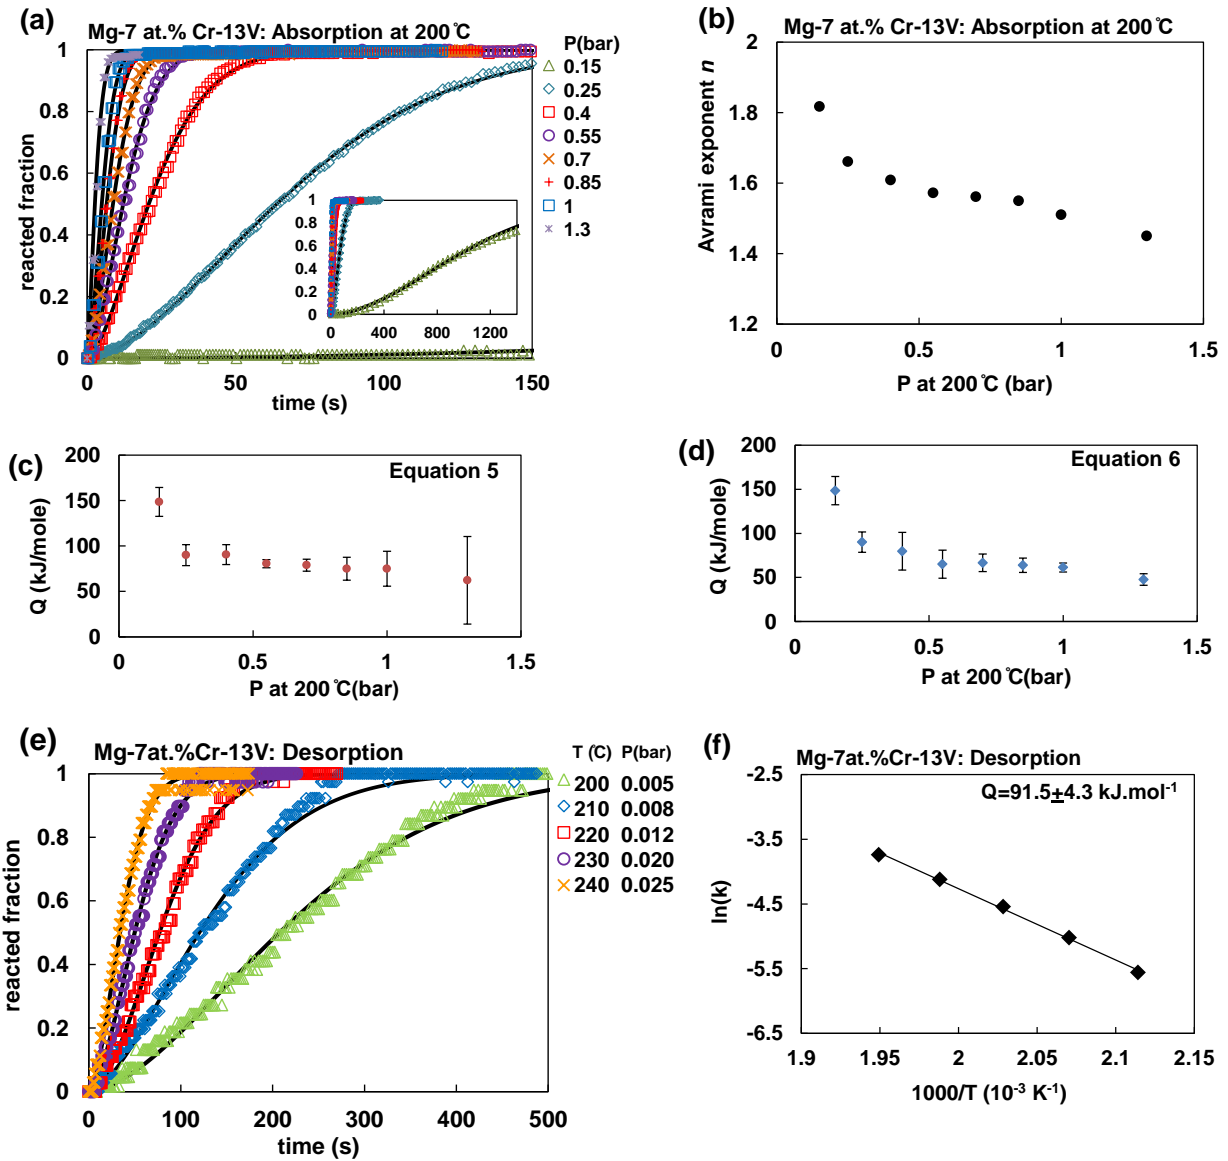 (a)
Mg-7 at.% Cr-13V: Absorption at 200℃
P(bar)
0.15
0.25
0.4
0.55
0.7
0.85
1
1.3
reacted fraction
1
0.8
0.6
0.4
0.2
0
0 50 100 150
time (s)
1
0.8
0.6
0.4
0.2
0
0 400 800 1200
(b)
Mg-7 at.% Cr-13V: Absorption at 200℃
Avrami exponent n
2
1.8
1.6
1.4
1.2
0 0.5 1 1.5
P at 200℃ (bar)
(c)
Equation 5
Q (kJ/mole)
200
150
100
50
0
0 0.5 1 1.5
P at 200℃(bar)
(d)
Equation 6
Q (kJ/mole)
200
150
100
50
0
0 0.5 1 1.5
P at 200℃(bar)
(e)
Mg-7at.%Cr-13V: Desorption
T (℃) P(bar)
200 0.005
210 0.008
220 0.012
230 0.020
240 0.025
reacted fraction
1
0.8
0.6
0.4
0.2
0
0 100 200 300 400 500
time (s)
(f)
Mg-7at.%Cr-13V: Desorption
Q=91.5±4.3 kJ.mol⁻¹
ln(k)
-2.5
-3.5
-4.5
-5.5
-6.5
1.9 1.95 2 2.05 2.1 2.15
1000/T (10⁻³ K⁻¹)